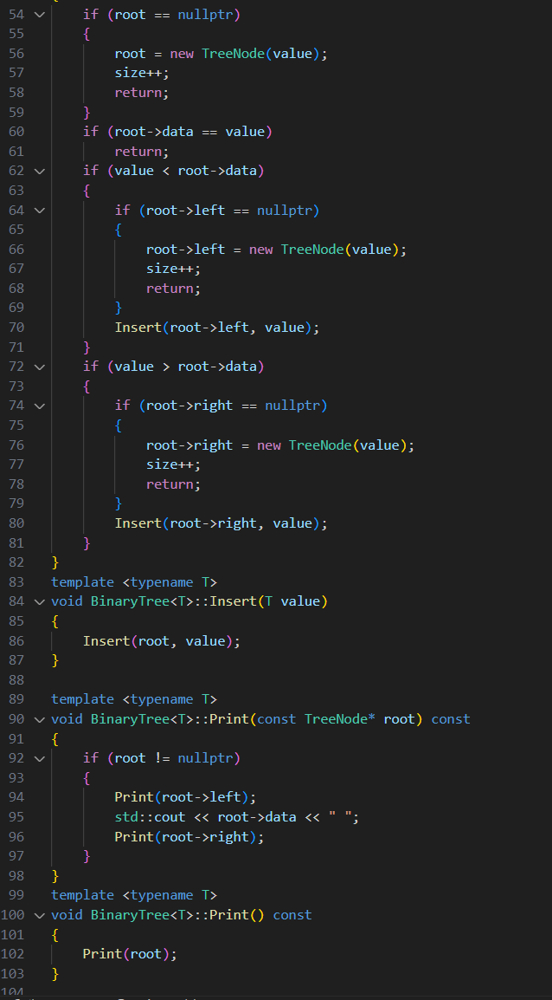 54 if (root == nullptr)
55 {
56 root = new TreeNode(value);
57 size++;
58 return;
59 }
60 if (root->data == value)
61 return;
62 if (value < root->data)
63 {
64 if (root->left == nullptr)
65 {
66 root->left = new TreeNode(value);
67 size++;
68 return;
69 }
70 Insert(root->left, value);
71 }
72 if (value > root->data)
73 {
74 if (root->right == nullptr)
75 {
76 root->right = new TreeNode(value);
77 size++;
78 return;
79 }
80 Insert(root->right, value);
81 }
82 }
83 template <typename T>
84 void BinaryTree<T>::Insert(T value)
85 {
86 Insert(root, value);
87 }
88
89 template <typename T>
90 void BinaryTree<T>::Print(const TreeNode* root) const
91 {
92 if (root != nullptr)
93 {
94 Print(root->left);
95 std::cout << root->data << " ";
96 Print(root->right);
97 }
98 }
99 template <typename T>
100 void BinaryTree<T>::Print() const
101 {
102 Print(root);
103 }
104